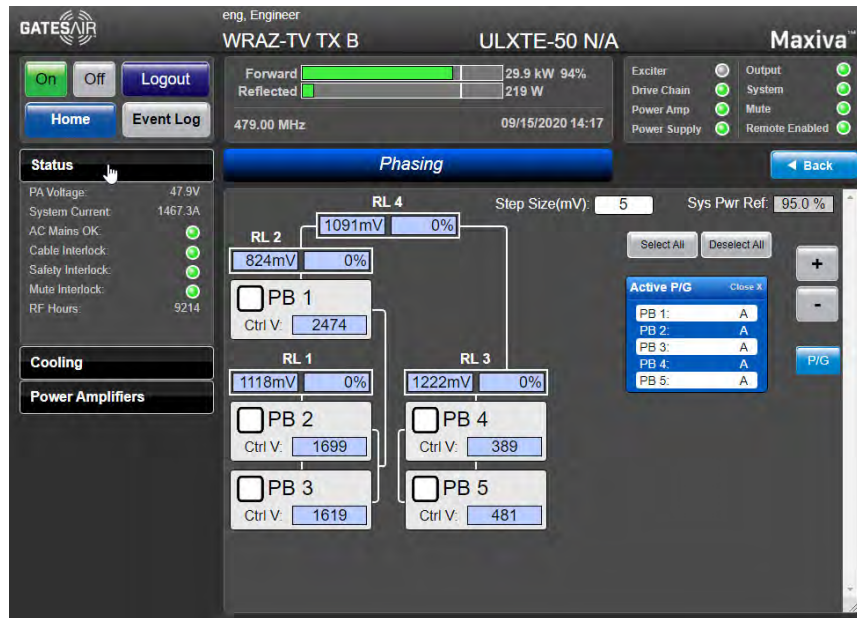 GATESAIR
eng, Engineer
WRAZ-TV TX B ULXTE-50 N/A Maxiva™
On Off Logout
Home Event Log
Forward 29.9 kW 94%
Reflected 219 W
479.00 MHz 09/15/2020 14:17
Exciter Output
Drive Chain System
Power Amp Mute
Power Supply Remote Enabled
Status
PA Voltage: 47.9V
System Current: 1467.3A
AC Mains OK:
Cable Interlock:
Safety Interlock:
Mute Interlock:
RF Hours: 9214
Cooling
Power Amplifiers
Phasing
◄ Back
RL 4 Step Size(mV): 5 Sys Pwr Ref: 95.0 %
1091mV 0%
RL 2
824mV 0%
PB 1
Ctrl V: 2474
RL 1
1118mV 0%
PB 2
Ctrl V: 1699
PB 3
Ctrl V: 1619
RL 3
1222mV 0%
PB 4
Ctrl V: 389
PB 5
Ctrl V: 481
Select All Deselect All
+
-
P/G
Active P/G Close X
PB 1: A
PB 2: A
PB 3: A
PB 4: A
PB 5: A